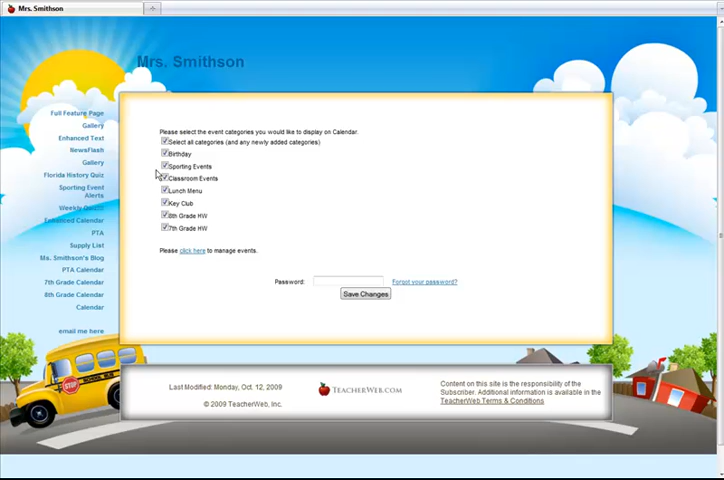 Mrs. Smithson
Mrs. Smithson
Full Feature Page
Gallery
Enhanced Text
NewsFlash
Gallery
Florida History Quiz
Sporting Event
Alerts
Weekly
Enhanced Calendar
PTA
Supply List
Ms. Smithson's Blog
PTA Calendar
7th Grade Calendar
8th Grade Calendar
Calendar
email me here
Please select the event categories you would like to display on Calendar.
Select all categories (and any newly added categories)
Birthday
Sporting Events
Classroom Events
Lunch Menu
Key Club
8th Grade HW
7th Grade HW
Please click here to manage events.
Password:
Forgot your password?
Save Changes
STOP
Last Modified: Monday, Oct. 12, 2009
© 2009 TeacherWeb, Inc.
TEACHERWEB.COM
Content on this site is the responsibility of the
Subscriber. Additional information is available in the
TeacherWeb Terms & Conditions